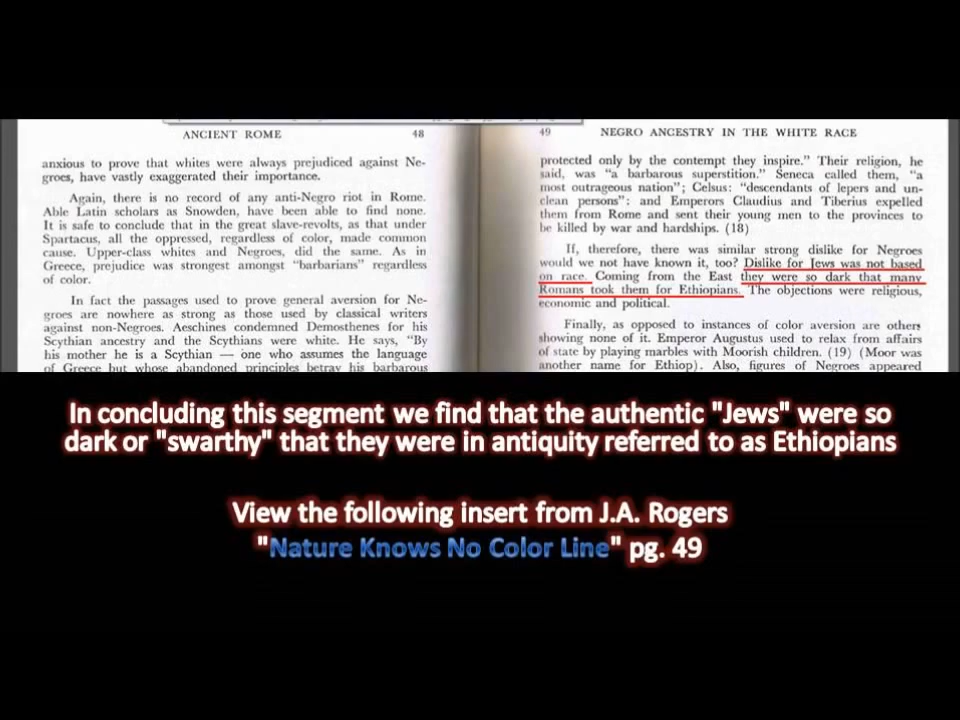 ANCIENT ROME 48
anxious to prove that whites were always prejudiced against Ne-
groes, have vastly exaggerated their importance.
Again, there is no record of any anti-Negro riot in Rome.
Able Latin scholars as Snowden, have been able to find none.
It is safe to conclude that in the great slave-revolts, as that under
Spartacus, all the oppressed, regardless of color, made common
cause. Upper-class whites and Negroes, did the same. As in
Greece, prejudice was strongest amongst "barbarians" regardless
of color.
In fact the passages used to prove general aversion for Ne-
groes are nowhere as strong as those used by classical writers
against non-Negroes. Aeschines condemned Demosthenes for his
Scythian ancestry and the Scythians were white. He says, "By
his mother he is a Scythian — one who assumes the language
of Greece but whose abandoned principles betray his barbarous
49 NEGRO ANCESTRY IN THE WHITE RACE
protected only by the contempt they inspire." Their religion, he
said, was "a barbarous superstition." Seneca called them, "a
most outrageous nation"; Celsus: "descendants of lepers and un-
clean persons": and Emperors Claudius and Tiberius expelled
them from Rome and sent their young men to the provinces to
be killed by war and hardships. (18)
If, therefore, there was similar strong dislike for Negroes
would we not have known it, too? Dislike for Jews was not based
on race. Coming from the East they were so dark that many
Romans took them for Ethiopians. The objections were religious,
economic and political.
Finally, as opposed to instances of color aversion are others
showing none of it. Emperor Augustus used to relax from affairs
of state by playing marbles with Moorish children. (19) (Moor was
another name for Ethiop). Also, figures of Negroes appeared
In concluding this segment we find that the authentic "Jews" were so
dark or "swarthy" that they were in antiquity referred to as Ethiopians
View the following insert from J.A. Rogers
"Nature Knows No Color Line" pg. 49